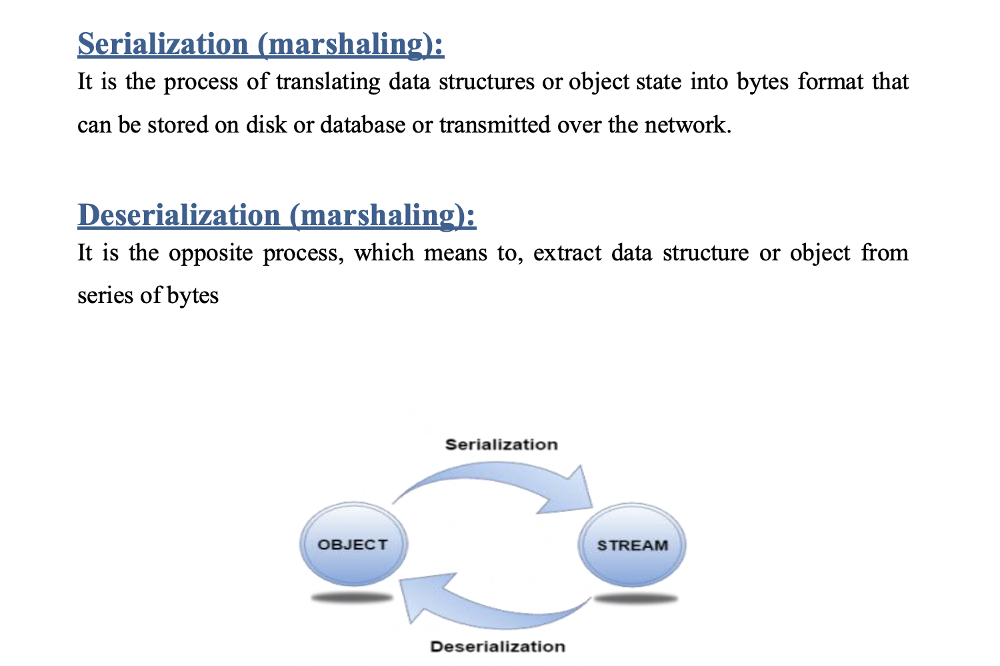 Serialization (marshaling):
It is the process of translating data structures or object state into bytes format that
can be stored on disk or database or transmitted over the network.
Deserialization (marshaling):
It is the opposite process, which means to, extract data structure or object from
series of bytes
Serialization
OBJECT
STREAM
Deserialization